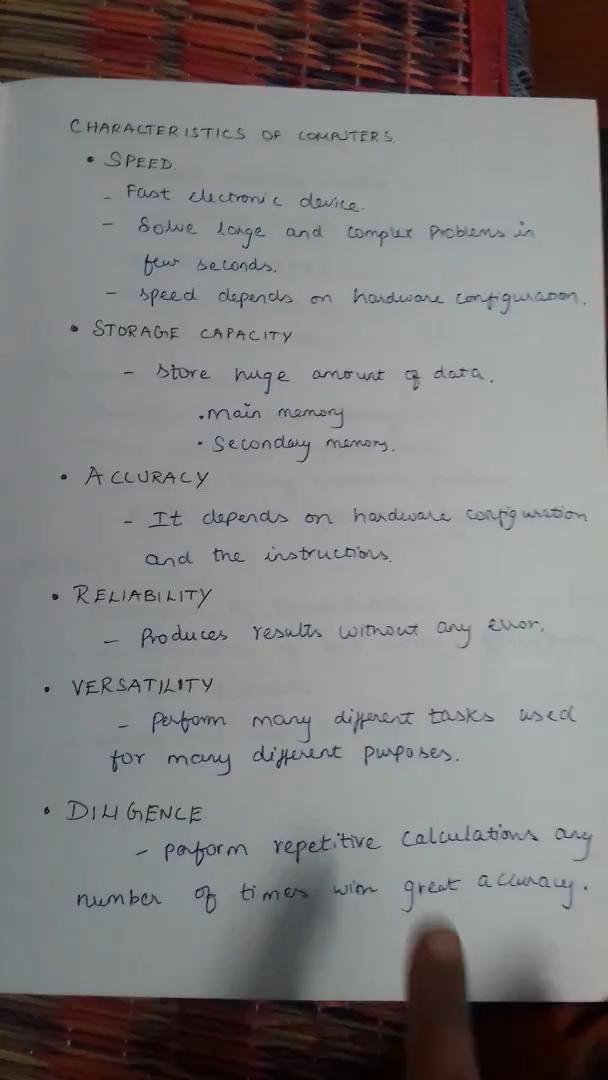 CHARACTERISTICS OF COMPUTERS.
• SPEED.
- Fast electronic device.
- Solve large and complex problems in
few seconds.
- speed depends on hardware configuration.
• STORAGE CAPACITY
- Store huge amount of data.
• main memory
• Secondary memory.
• ACCURACY
- It depends on hardware configuration
and the instructions.
• RELIABILITY
- Produces results without any error.
• VERSATILITY
- perform many different tasks used
for many different purposes.
• DILIGENCE
- perform repetitive calculations any
number of times with great accuracy.